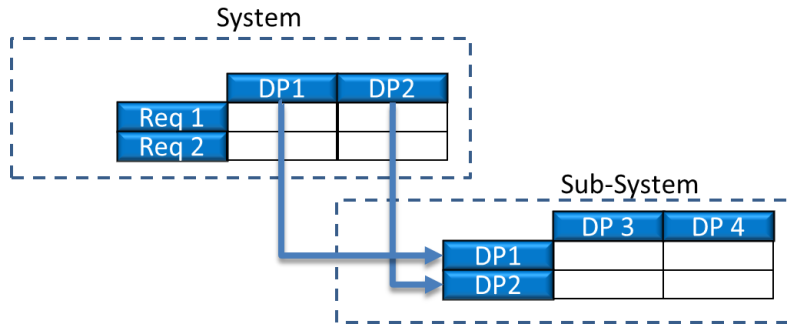 System
DP1 DP2
Req 1
Req 2
Sub-System
DP 3 DP 4
DP1
DP2